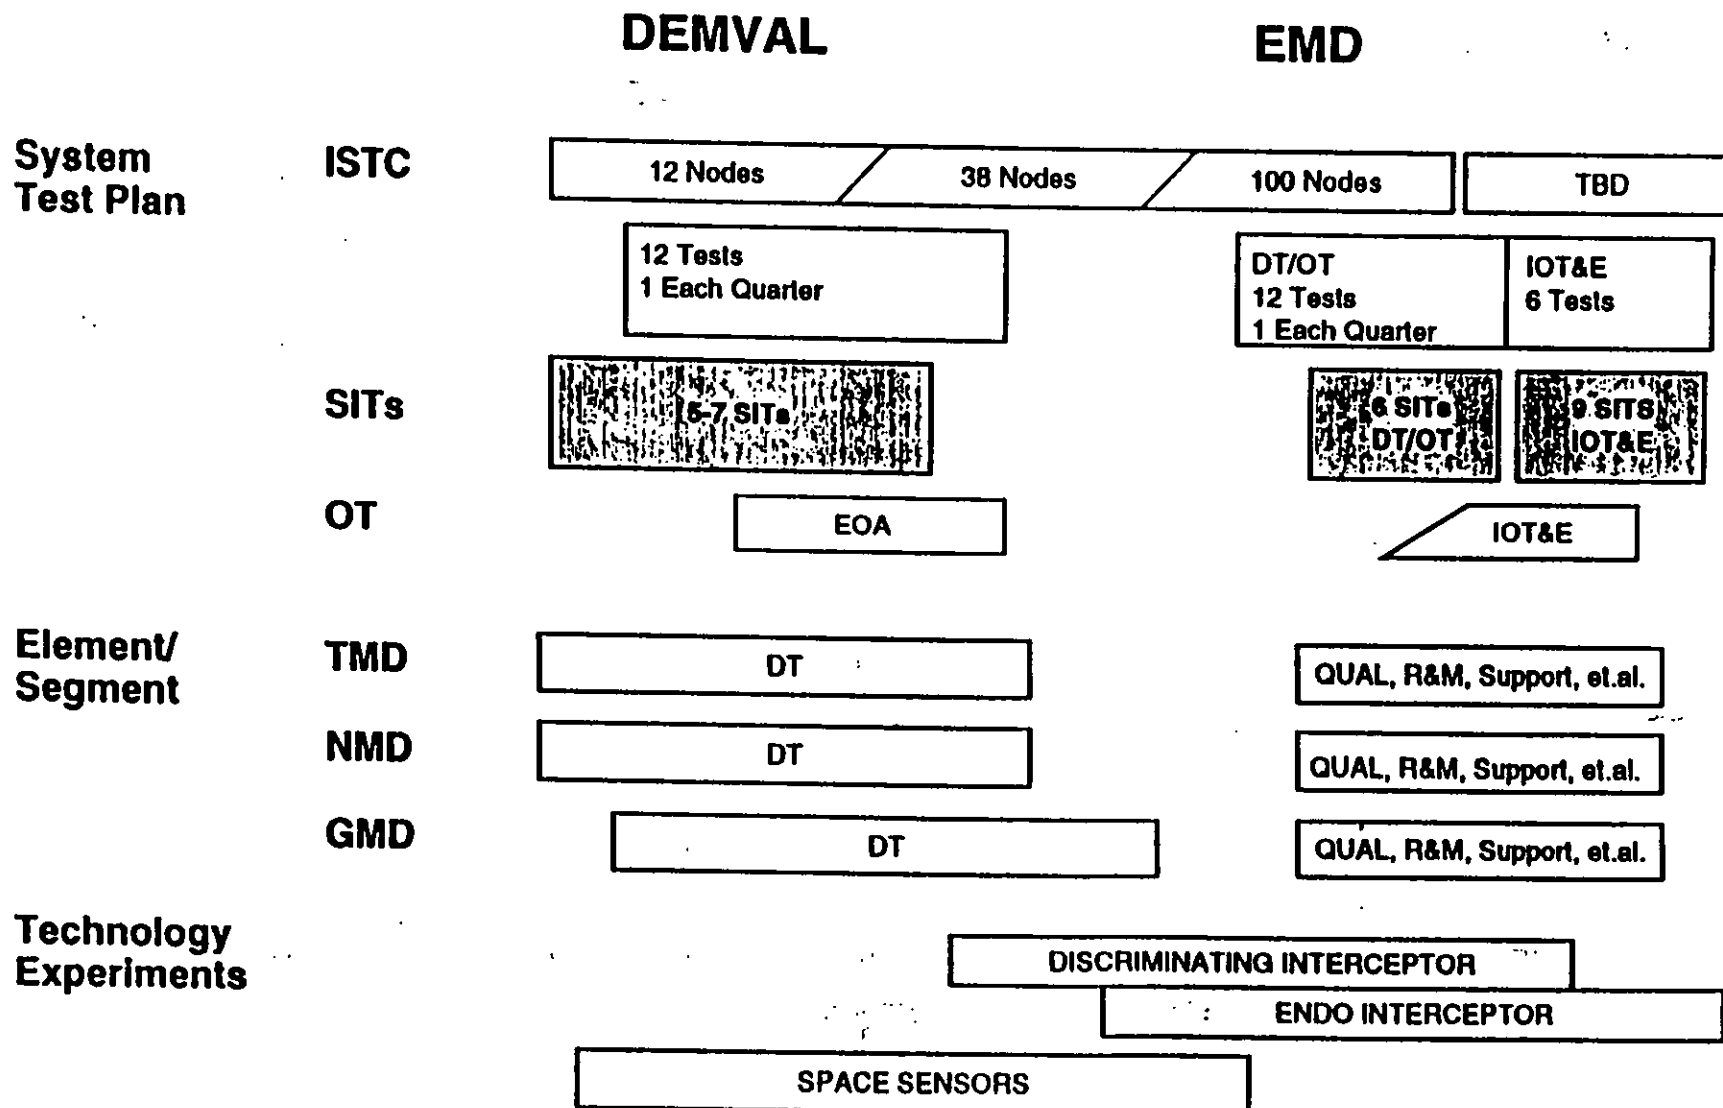 DEMVAL EMD
System
Test Plan
ISTC
12 Nodes 38 Nodes 100 Nodes TBD
12 Tests
1 Each Quarter
DT/OT
12 Tests
1 Each Quarter
IOT&E
6 Tests
SITs
5-7 SITs
6 SITs
DT/OT
9 SITS
IOT&E
OT
EOA
IOT&E
Element/
Segment
TMD
DT
QUAL, R&M, Support, et.al.
NMD
DT
QUAL, R&M, Support, et.al.
GMD
DT
QUAL, R&M, Support, et.al.
Technology
Experiments
DISCRIMINATING INTERCEPTOR
ENDO INTERCEPTOR
SPACE SENSORS